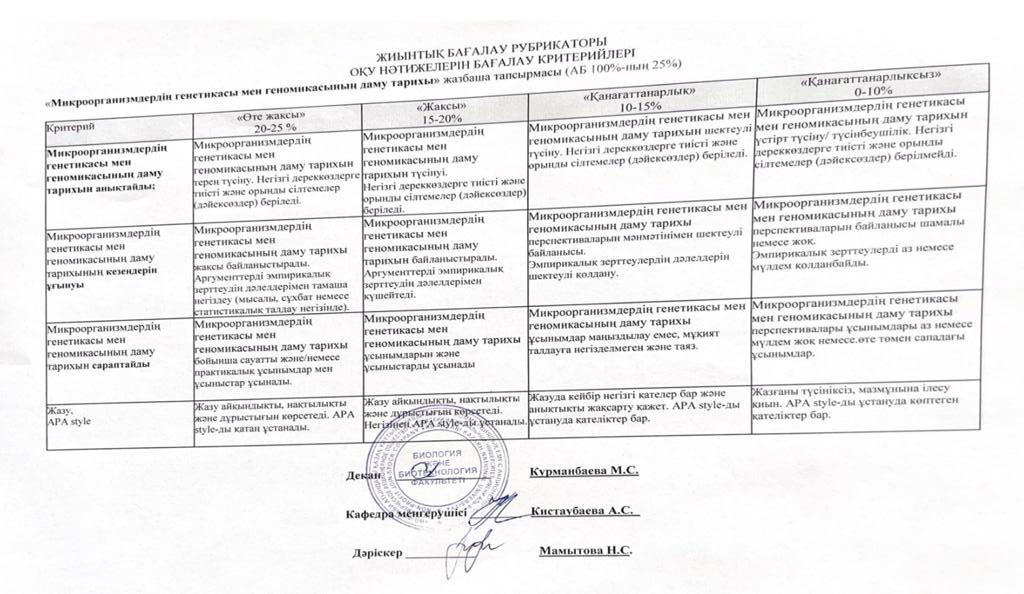 ЖИЫНТЫҚ БАҒАЛАУ РУБРИКАТОРЫ
ОҚУ НӘТИЖЕЛЕРІН БАҒАЛАУ КРИТЕРИЙЛЕРІ
«Микроорганизмдердің генетикасы мен геномикасының даму тарихы» жазбаша тапсырмасы (АБ 100%-ның 25%)
Критерий
«Өте жақсы»
20-25 %
«Жақсы»
15-20%
«Қанағаттанарлық»
10-15%
«Қанағаттанарлықсыз»
0-10%
Микроорганизмдердің
генетикасы мен
геномикасының даму
тарихын анықтайды;
Микроорганизмдердің
генетикасы мен
геномикасының даму тарихын
терең түсіну. Негізгі дереккөздерге
тиісті және орынды сілтемелер
(дәйексөздер) беріледі.
Микроорганизмдердің
генетикасы мен
геномикасының даму
тарихын түсінуі.
Негізгі дереккөздерге тиісті және
орынды сілтемелер (дәйексөздер)
беріледі.
Микроорганизмдердің генетикасы мен
геномикасының даму тарихын шектеулі
түсіну. Негізгі дереккөздерге тиісті және
орынды сілтемелер (дәйексөздер) беріледі.
Микроорганизмдердің генетикасы
мен геномикасының даму тарихын
үстірт түсіну/ түсінбеушілік. Негізгі
дереккөздерге тиісті және орынды
сілтемелер (дәйексөздер) берілмейді.
Микроорганизмдердің
генетикасы мен
геномикасының даму
тарихының кезеңдерін
ұғынуы
Микроорганизмдердің
генетикасы мен
геномикасының даму тарихы
жақсы байланыстырады.
Аргументтерді эмпирикалық
зерттеудің дәлелдерімен тамаша
негіздеу (мысалы, сұхбат немесе
статистикалық талдау негізінде).
Микроорганизмдердің
генетикасы мен
геномикасының даму
тарихын байланыстырады.
Аргументтерді эмпирикалық
зерттеудің дәлелдерімен
күшейтеді.
Микроорганизмдердің генетикасы мен
геномикасының даму тарихы
перспективаларын мәнмәтінімен шектеулі
байланысы.
Эмпирикалық зерттеулердің дәлелдерін
шектеулі қолдану.
Микроорганизмдердің генетикасы
мен геномикасының даму тарихы
перспективаларын байланысы шамалы
немесе жоқ.
Эмпирикалық зерттеулерді аз немесе
мүлдем қолданбайды.
Микроорганизмдердің
генетикасы мен
геномикасының даму
тарихын сараптайды
Микроорганизмдердің
генетикасы мен
геномикасының даму тарихы
бойынша сауатты және/немесе
практикалық ұсынымдар мен
ұсыныстар ұсынады.
Микроорганизмдердің
генетикасы мен
геномикасының даму тарихы
ұсынымдарын және
ұсыныстарды ұсынады
Микроорганизмдердің генетикасы мен
геномикасының даму тарихы
ұсынымдар маңыздылау емес, мұқият
талдауға негізделмеген және таяз.
Микроорганизмдердің генетикасы
мен геномикасының даму тарихы
перспективалары ұсынымдары аз немесе
мүлдем жоқ немесе.өте төмен сападағы
ұсынымдар.
Жазу,
APA style
Жазу айқындықты, нақтылықты
және дұрыстығын көрсетеді. APA
style-ды қатаң ұстанады.
Жазу айқындықты, нақтылықты
және дұрыстығын көрсетеді.
Негізінен APA style-ды ұстанады.
Жазуда кейбір негізгі қателер бар және
анықтықты жақсарту қажет. APA style-ды
ұстануда қателіктер бар.
Жазғаны түсініксіз, мазмұнына ілесу
қиын. APA style-ды ұстауда көптеген
қателіктер бар.
БИОЛОГИЯ
ЖӘНЕ
БИОТЕХНОЛОГИЯ
ФАКУЛЬТЕТІ
Декан Курманбаева М.С.
Кафедра меңгерушісі Кистаубаева А.С.
Дәріскер Мамытова Н.С.